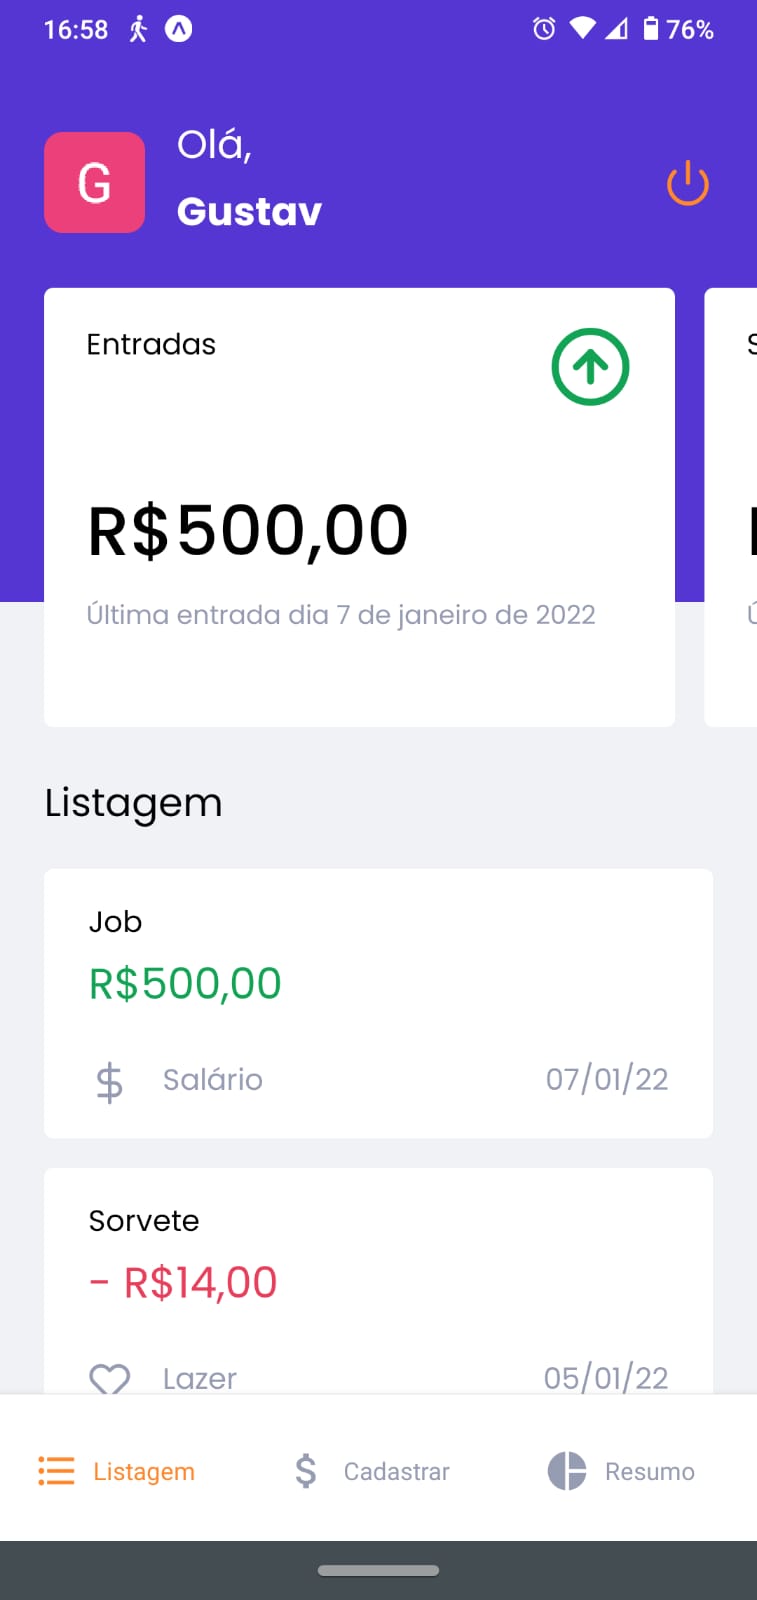 16:58 76%
Olá,
G
Gustav
Entradas
R$500,00
Última entrada dia 7 de janeiro de 2022
Listagem
Job
R$500,00
Salário 07/01/22
Sorvete
- R$14,00
Lazer 05/01/22
Listagem Cadastrar Resumo